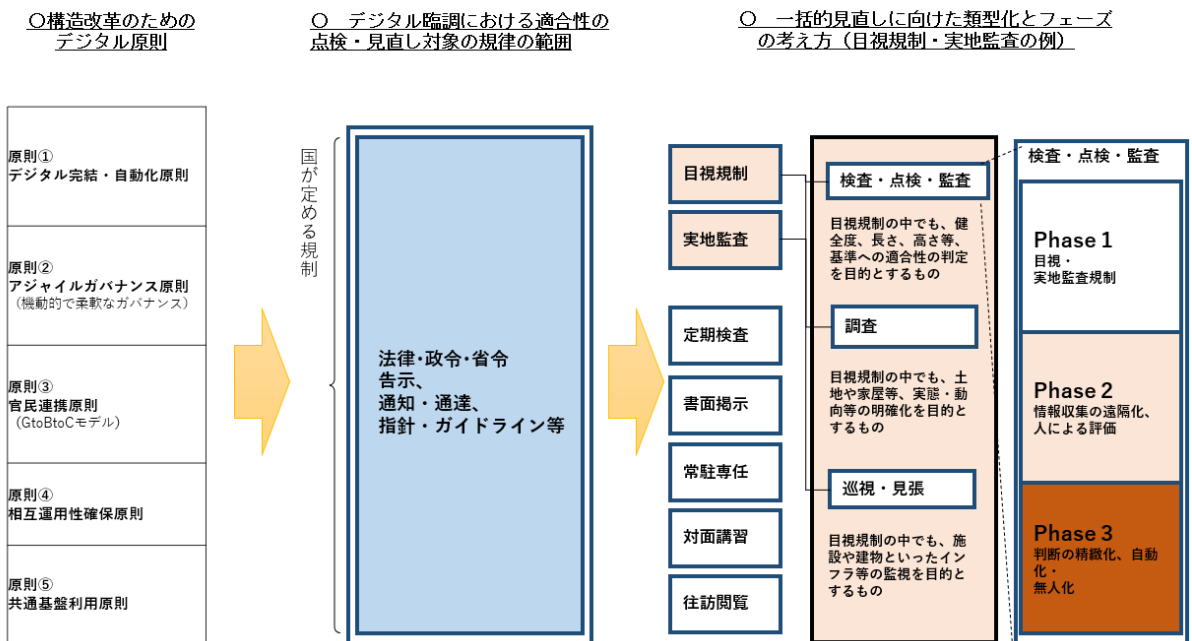 〇構造改革のための
デジタル原則
〇　デジタル臨調における適合性の
点検・見直し対象の規律の範囲
〇　一括的見直しに向けた類型化とフェーズ
の考え方（目視規制・実地監査の例）
原則①
デジタル完結・自動化原則
原則②
アジャイルガバナンス原則
（機動的で柔軟なガバナンス）
原則③
官民連携原則
（GtoBtoCモデル）
原則④
相互運用性確保原則
原則⑤
共通基盤利用原則
国が定める規制
法律･政令･省令
告示、
通知・通達、
指針・ガイドライン等
目視規制
実地監査
定期検査
書面掲示
常駐専任
対面講習
往訪閲覧
検査・点検・監査
目視規制の中でも、健
全度、長さ、高さ等、
基準への適合性の判定
を目的とするもの
調査
目視規制の中でも、土
地や家屋等、実態・動
向等の明確化を目的と
するもの
巡視・見張
目視規制の中でも、施
設や建物といったイン
フラ等の監視を目的と
するもの
検査・点検・監査
Phase 1
目視・
実地監査規制
Phase 2
情報収集の遠隔化、
人による評価
Phase 3
判断の精緻化、自動
化・
無人化